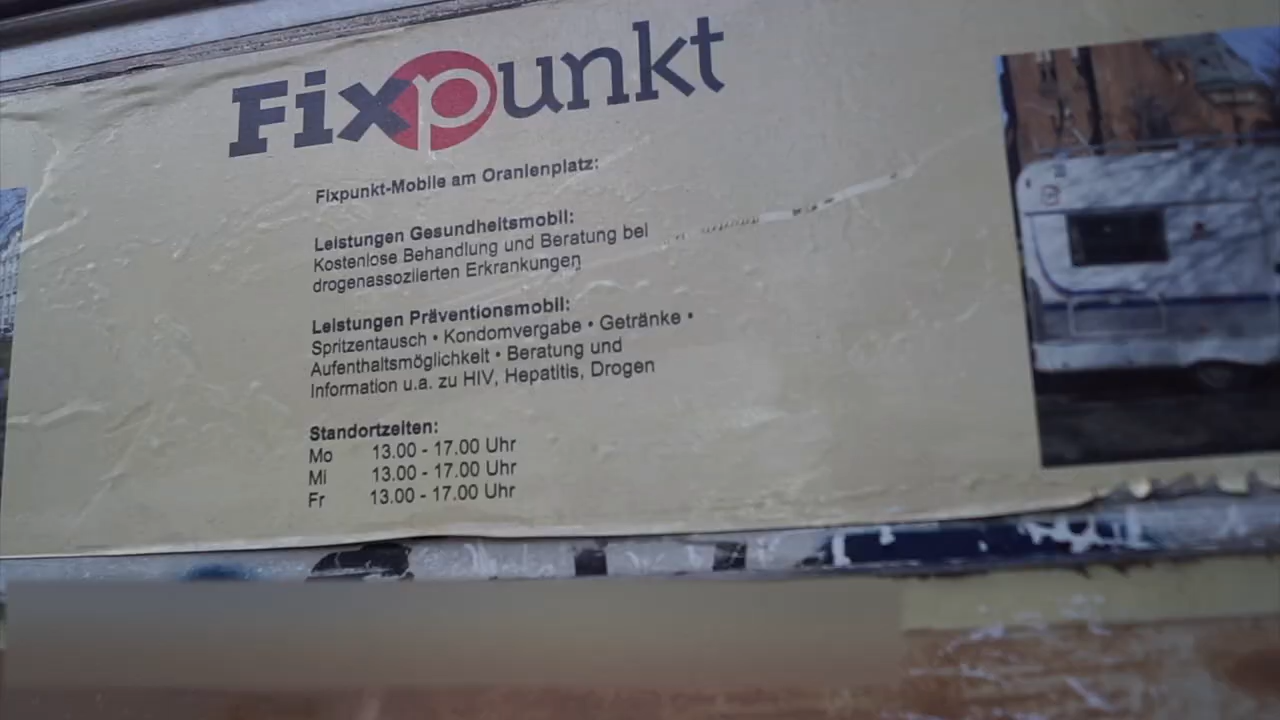 Fixpunkt
Fixpunkt-Mobile am Oranienplatz:
Leistungen Gesundheitsmobil:
Kostenlose Behandlung und Beratung bei
drogenassoziierten Erkrankungen
Leistungen Präventionsmobil:
Spritzentausch • Kondomvergabe • Getränke •
Aufenthaltsmöglichkeit • Beratung und
Information u.a. zu HIV, Hepatitis, Drogen
Standortzeiten:
Mo 13.00 - 17.00 Uhr
Mi 13.00 - 17.00 Uhr
Fr 13.00 - 17.00 Uhr